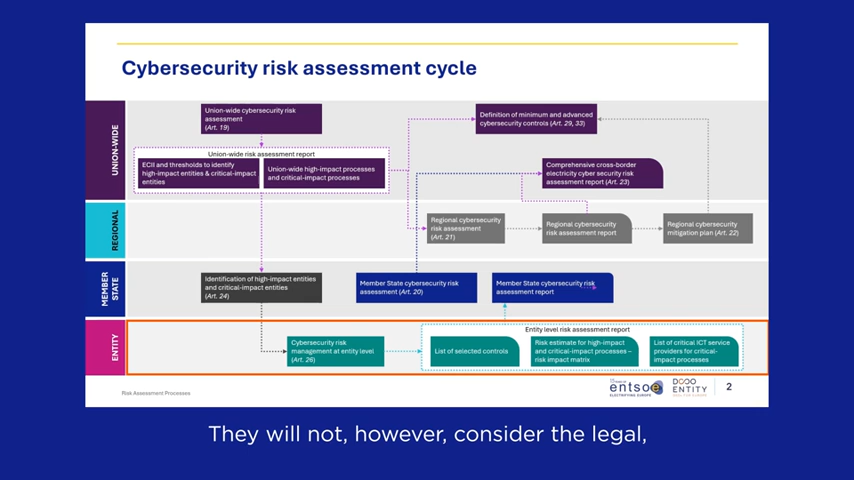 Cybersecurity risk assessment cycle
UNION-WIDE
Union-wide cybersecurity risk
assessment
(Art. 19)
Definition of minimum and advanced
cybersecurity controls (Art. 29, 33)
Union-wide risk assessment report
ECII and thresholds to identify
high-impact entities & critical-impact
entities
Union-wide high-impact processes
and critical-impact processes
Comprehensive cross-border
electricity cyber security risk
assessment report (Art. 23)
REGIONAL
Regional cybersecurity
risk assessment
(Art. 21)
Regional cybersecurity
risk assessment report
Regional cybersecurity
mitigation plan (Art. 22)
MEMBER
STATE
Identification of high-impact entities
and critical-impact entities
(Art. 24)
Member State cybersecurity risk
assessment (Art. 20)
Member State cybersecurity risk
assessment report
ENTITY
Cybersecurity risk
management at entity level
(Art. 26)
Entity level risk assessment report
List of selected controls
Risk estimate for high-impact
and critical-impact processes –
risk impact matrix
List of critical ICT service
providers for critical-
impact processes
Risk Assessment Processes
entsoe
ELECTRIFYING EUROPE
DSO
ENTITY
2
They will not, however, consider the legal,